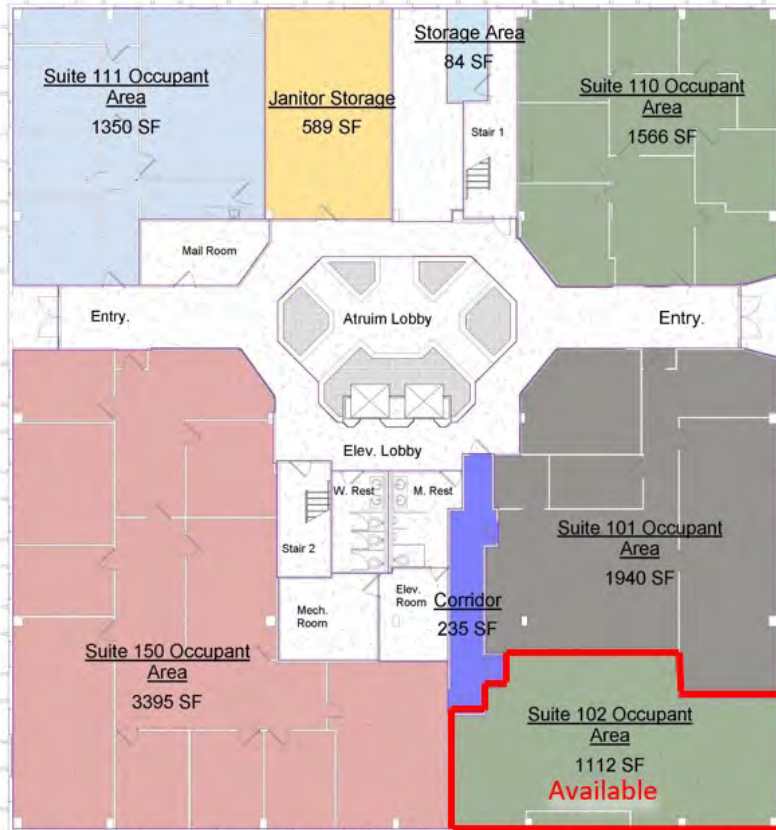 Storage Area
84 SF
Suite 111 Occupant
Area
1350 SF
Janitor Storage
589 SF
Suite 110 Occupant
Area
1566 SF
Stair 1
Mail Room
Entry.
Atruim Lobby
Entry.
Elev. Lobby
W. Rest
M. Rest
Stair 2
Suite 101 Occupant
Area
1940 SF
Elev.
Room
Mech.
Room
Corridor
235 SF
Suite 150 Occupant
Area
3395 SF
Suite 102 Occupant
Area
1112 SF
Available